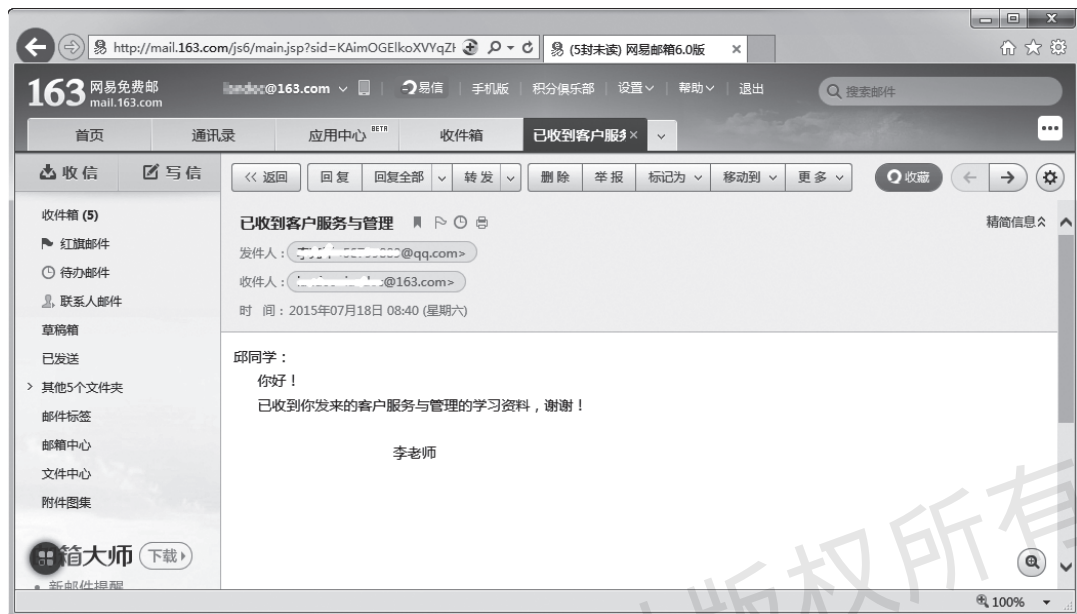 http://mail.163.com/js6/main.jsp?sid=KAimOGElkoXVYqZH
(5封未读) 网易邮箱6.0版
163 网易免费邮
mail.163.com
@163.com 易信 手机版 积分俱乐部 设置 帮助 退出 搜索邮件
首页 通讯录 应用中心 BETA 收件箱 已收到客户服务
收信 写信 << 返回 回复 回复全部 转发 删除 举报 标记为 移动到 更多 收藏
收件箱 (5)
红旗邮件
待办邮件
联系人邮件
草稿箱
已发送
其他5个文件夹
邮件标签
邮箱中心
文件中心
附件图集
箱大师 下载
新邮件提醒
已收到客户服务与管理 精简信息
发件人: @qq.com>
收件人: @163.com>
时 间:2015年07月18日 08:40 (星期六)
邱同学:
你好!
已收到你发来的客户服务与管理的学习资料,谢谢!
李老师
版权所有
100%